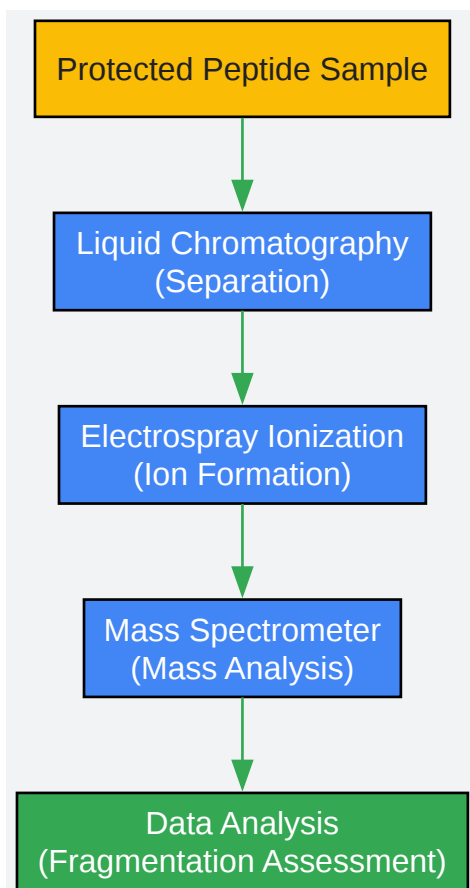 Protected Peptide Sample
Liquid Chromatography
(Separation)
Electrospray Ionization
(Ion Formation)
Mass Spectrometer
(Mass Analysis)
Data Analysis
(Fragmentation Assessment)